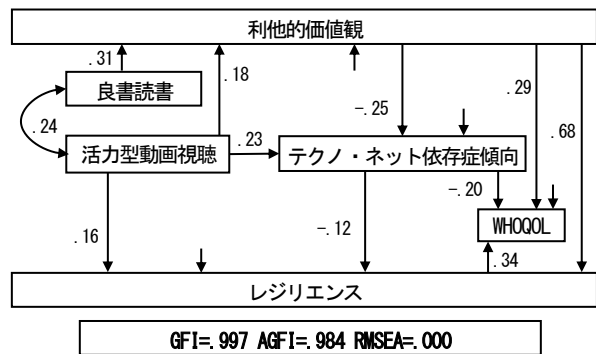 利他的価値観
.31
.18
良書読書
-.25
.29
.24
.68
活力型動画視聴
.23
テクノ・ネット依存症傾向
-.20
WHOQOL
.16
-.12
.34
レジリエンス
GFI=.997 AGFI=.984 RMSEA=.000